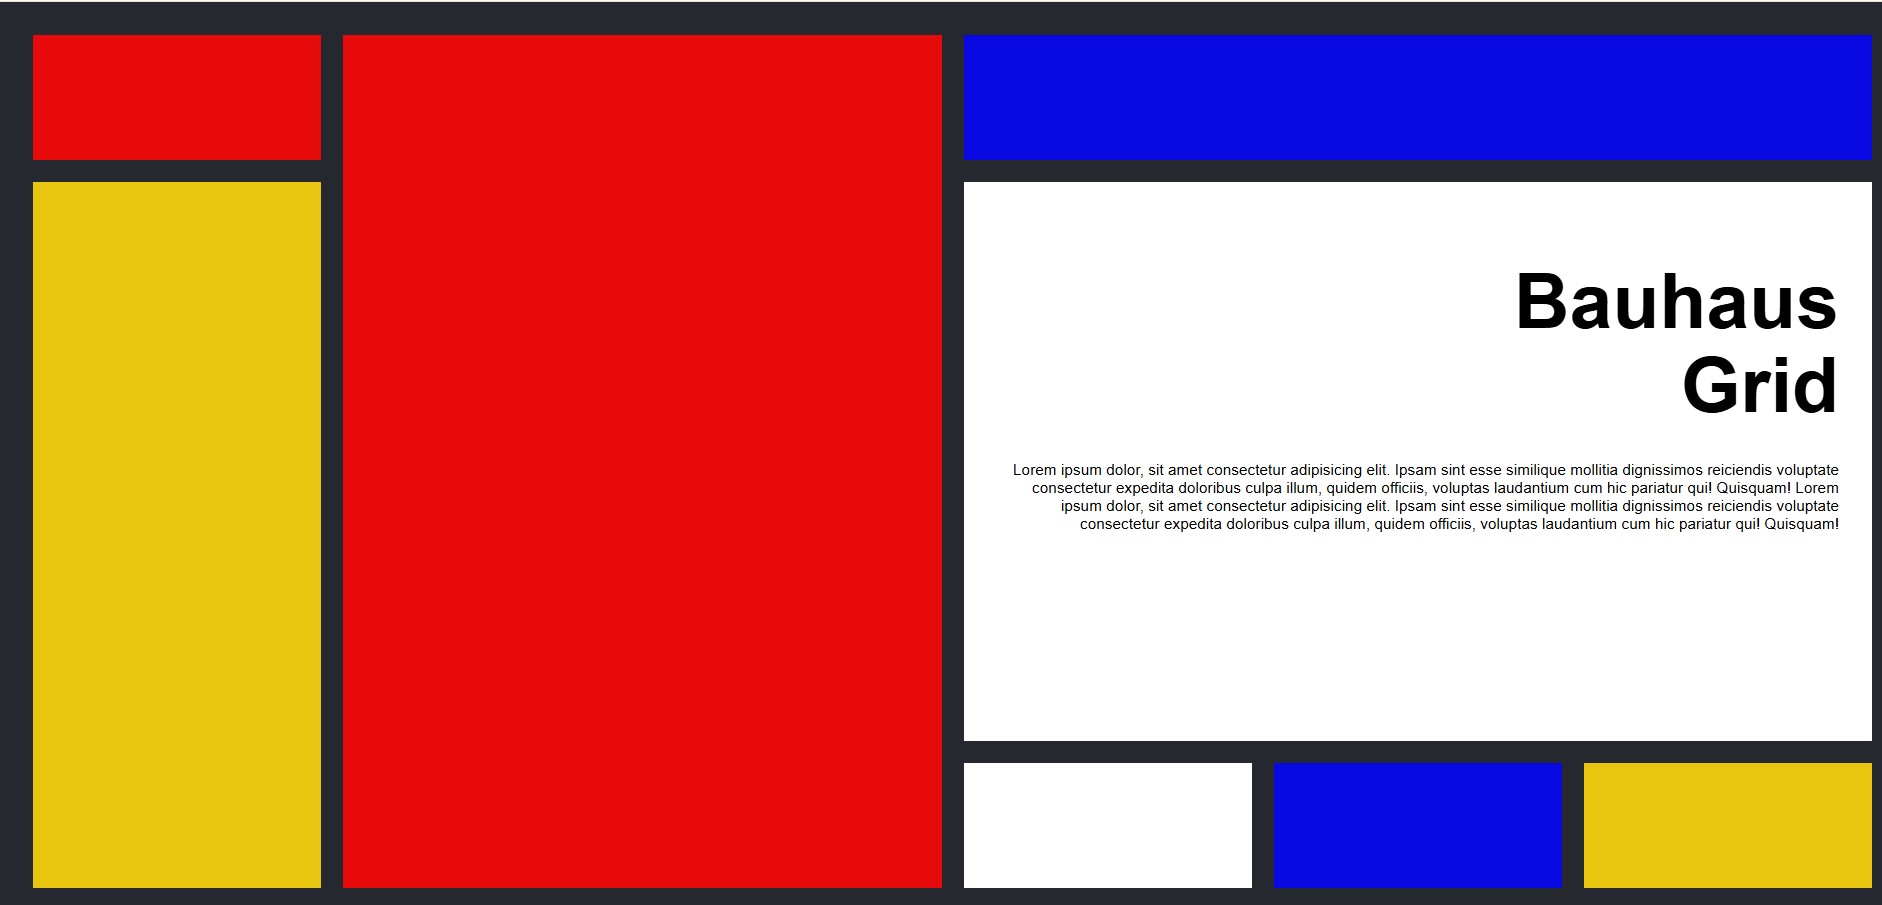 Bauhaus
Grid
Lorem ipsum dolor, sit amet consectetur adipisicing elit. Ipsam sint esse similique mollitia dignissimos reiciendis voluptate
consectetur expedita doloribus culpa illum, quidem officiis, voluptas laudantium cum hic pariatur qui! Quisquam! Lorem
ipsum dolor, sit amet consectetur adipisicing elit. Ipsam sint esse similique mollitia dignissimos reiciendis voluptate
consectetur expedita doloribus culpa illum, quidem officiis, voluptas laudantium cum hic pariatur qui! Quisquam!